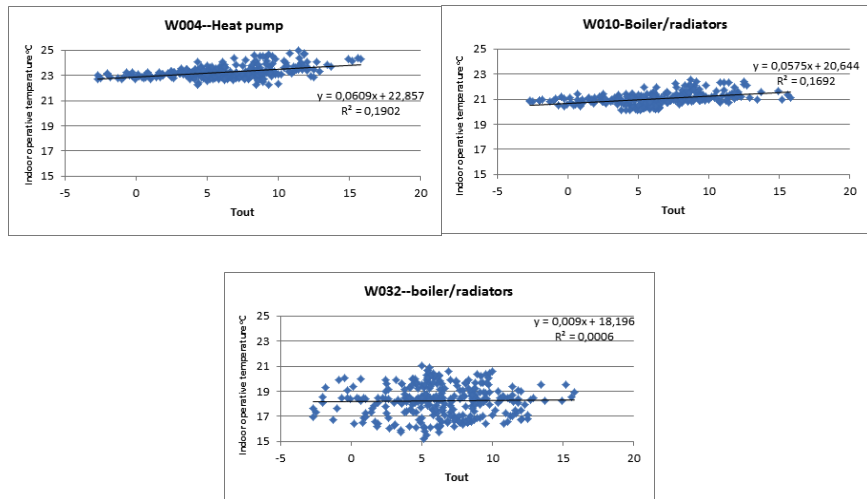 W004--Heat pump
Indoor operative temperature °C
25
23
21
19
17
15
y = 0,0609x + 22,857
R² = 0,1902
-5 0 5 10 15 20
Tout
W010-Boiler/radiators
Indoor operative temperature °C
25
23
21
19
17
15
y = 0,0575x + 20,644
R² = 0,1692
-5 0 5 10 15 20
Tout
W032--boiler/radiators
Indoor operative temperature °C
25
23
21
19
17
15
y = 0,009x + 18,196
R² = 0,0006
-5 0 5 10 15 20
Tout